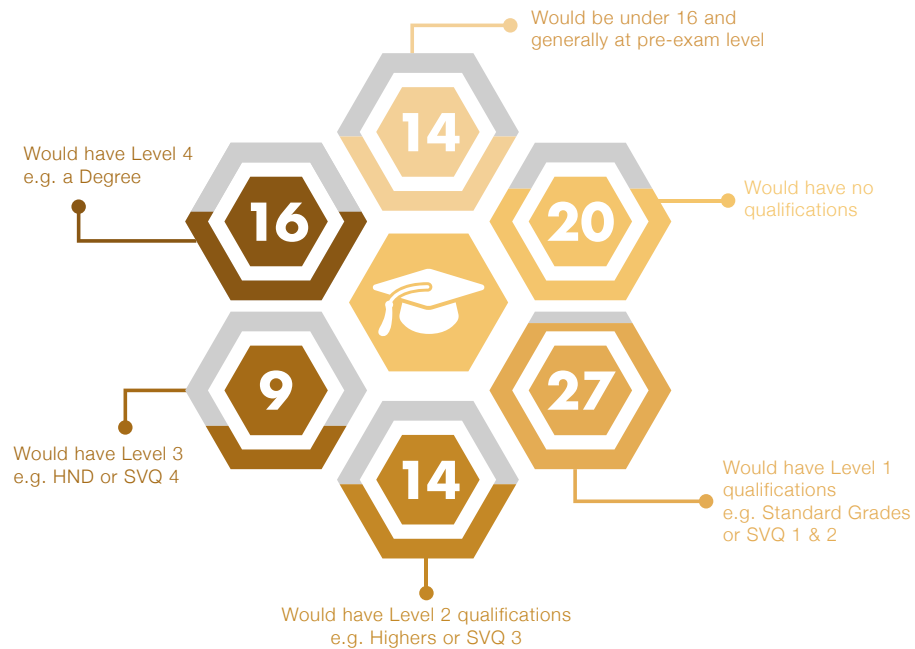 Would be under 16 and
generally at pre-exam level
14
Would have Level 4
e.g. a Degree
16
20
Would have no
qualifications
9
27
Would have Level 3
e.g. HND or SVQ 4
14
Would have Level 1
qualifications
e.g. Standard Grades
or SVQ 1 & 2
Would have Level 2 qualifications
e.g. Highers or SVQ 3